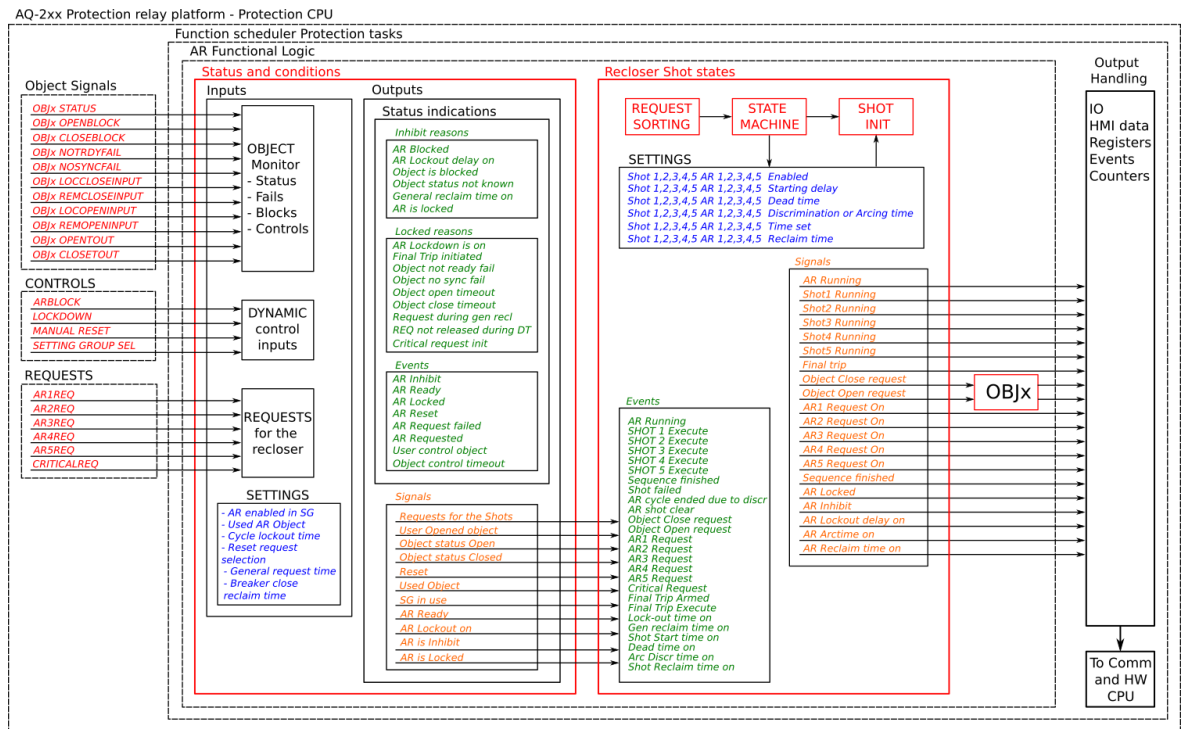 AQ-2xx Protection relay platform - Protection CPU
Function scheduler Protection tasks
AR Functional Logic
Object Signals
OBJx STATUS
OBJx OPENBLOCK
OBJx CLOSEBLOCK
OBJx NOTRDYFAIL
OBJx NOSYNCFAIL
OBJx LOCCLOSEINPUT
OBJx REMCLOSEINPUT
OBJx LOCOPENINPUT
OBJx REMOPENINPUT
OBJx OPENTOUT
OBJx CLOSETOUT
CONTROLS
ARBLOCK
LOCKDOWN
MANUAL RESET
SETTING GROUP SEL
REQUESTS
AR1REQ
AR2REQ
AR3REQ
AR4REQ
AR5REQ
CRITICALREQ
Status and conditions
Inputs
OBJECT
Monitor
- Status
- Fails
- Blocks
- Controls
DYNAMIC
control
inputs
REQUESTS
for the
recloser
SETTINGS
- AR enabled in SG
- Used AR Object
- Cycle lockout time
- Reset request
selection
- General request time
- Breaker close
reclaim time
Outputs
Status indications
Inhibit reasons
AR Blocked
AR Lockout delay on
Object is blocked
Object status not known
General reclaim time on
AR is locked
Locked reasons
AR Lockdown is on
Final Trip initiated
Object not ready fail
Object no sync fail
Object open timeout
Object close timeout
Request during gen recl
REQ not released during DT
Critical request init
Events
AR Inhibit
AR Ready
AR Locked
AR Reset
AR Request failed
AR Requested
User control object
Object control timeout
Signals
Requests for the Shots
User Opened object
Object status Open
Object status Closed
Reset
Used Object
SG in use
AR Ready
AR Lockout on
AR is Inhibit
AR is Locked
Recloser Shot states
REQUEST
SORTING
STATE
MACHINE
SHOT
INIT
SETTINGS
Shot 1,2,3,4,5 AR 1,2,3,4,5 Enabled
Shot 1,2,3,4,5 AR 1,2,3,4,5 Starting delay
Shot 1,2,3,4,5 AR 1,2,3,4,5 Dead time
Shot 1,2,3,4,5 AR 1,2,3,4,5 Discrimination or Arcing time
Shot 1,2,3,4,5 AR 1,2,3,4,5 Time set
Shot 1,2,3,4,5 AR 1,2,3,4,5 Reclaim time
Events
AR Running
SHOT 1 Execute
SHOT 2 Execute
SHOT 3 Execute
SHOT 4 Execute
SHOT 5 Execute
Sequence finished
Shot failed
AR cycle ended due to discr
AR shot clear
Object Close request
Object Open request
AR1 Request
AR2 Request
AR3 Request
AR4 Request
AR5 Request
Critical Request
Final Trip Armed
Final Trip Execute
Lock-out time on
Gen reclaim time on
Shot Start time on
Dead time on
Arc Discr time on
Shot Reclaim time on
Signals
AR Running
Shot1 Running
Shot2 Running
Shot3 Running
Shot4 Running
Shot5 Running
Final trip
Object Close request
Object Open request
AR1 Request On
AR2 Request On
AR3 Request On
AR4 Request On
AR5 Request On
Sequence finished
AR Locked
AR Inhibit
AR Lockout delay on
AR Arctime on
AR Reclaim time on
OBJx
Output
Handling
IO
HMI data
Registers
Events
Counters
To Comm
and HW
CPU